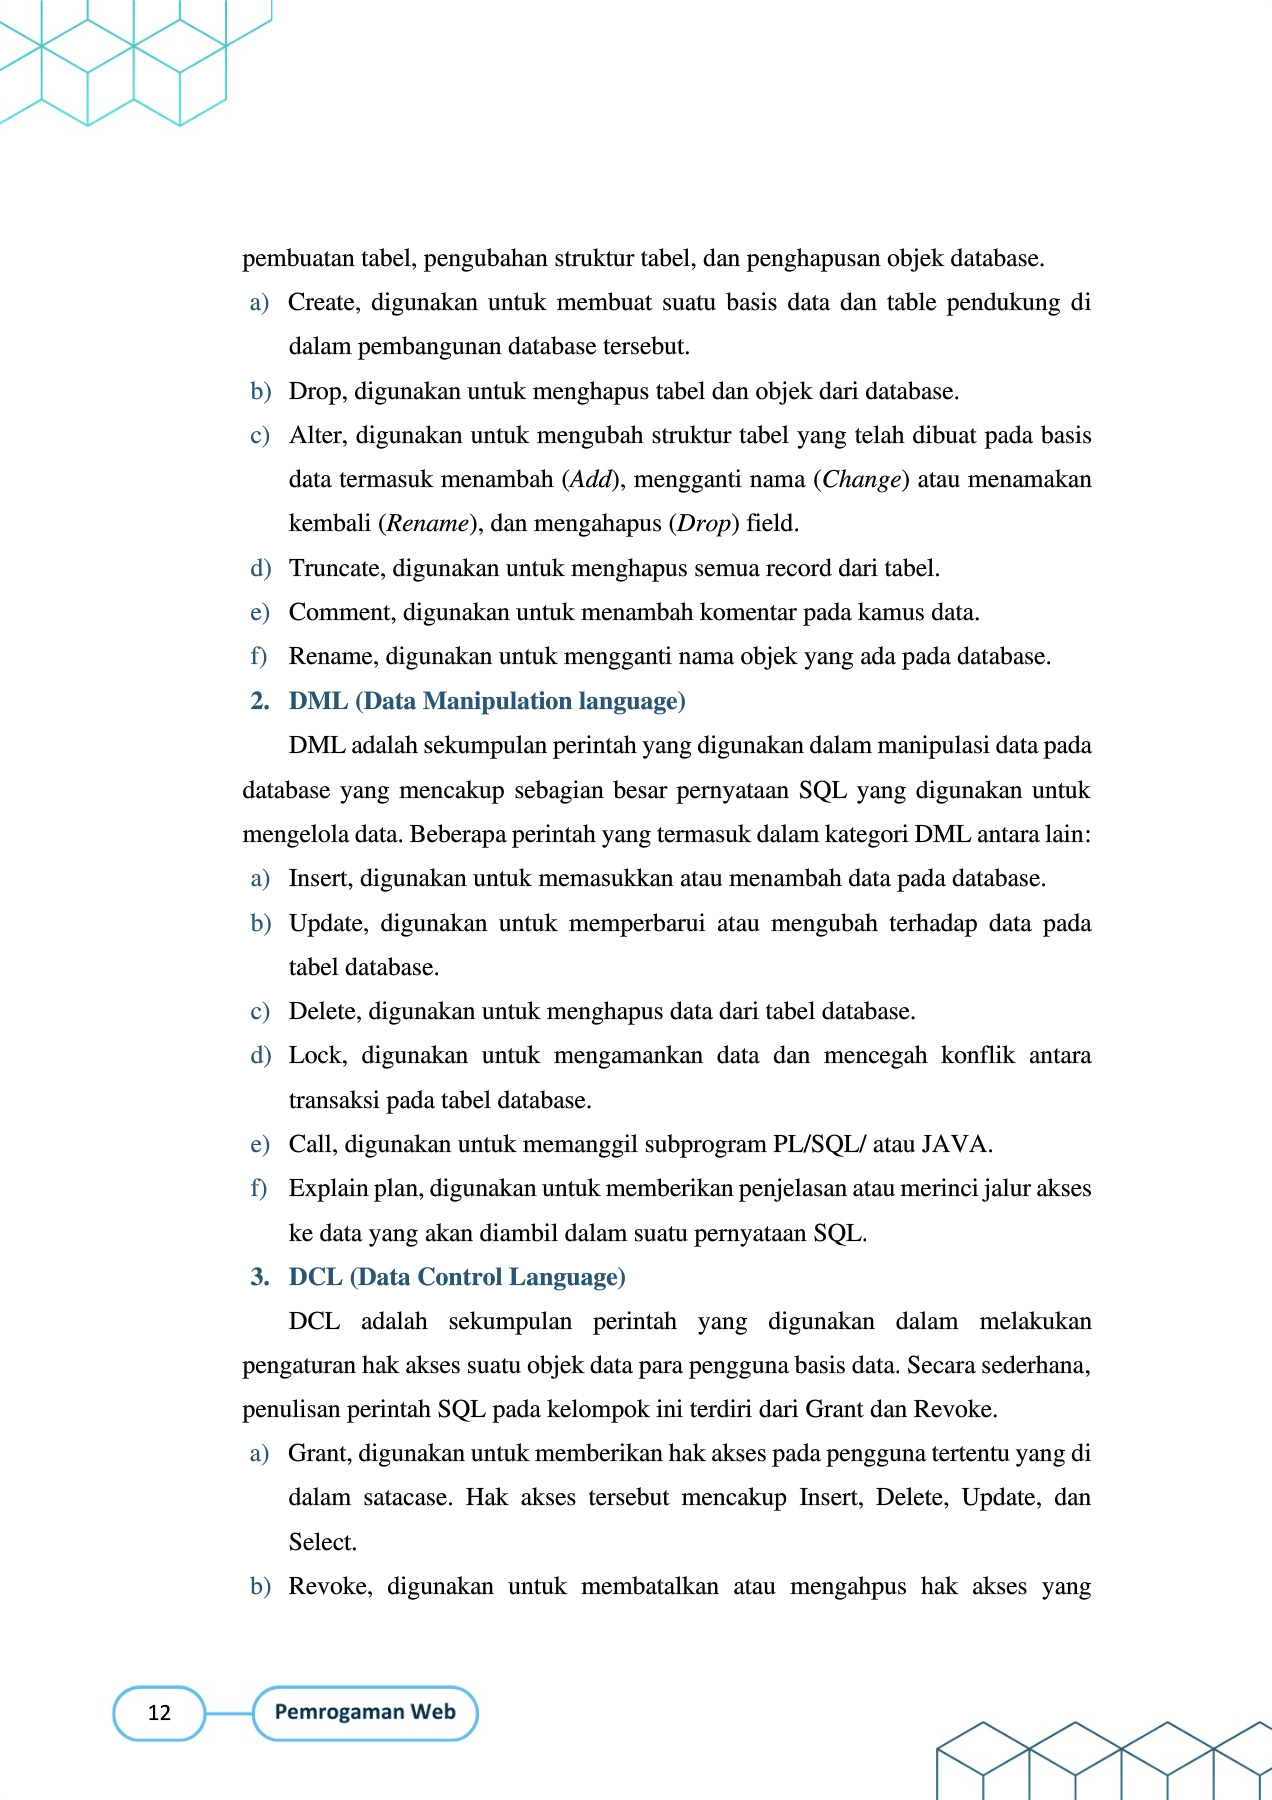 pembuatan tabel, pengubahan struktur tabel, dan penghapusan objek database.
a) Create, digunakan untuk membuat suatu basis data dan table pendukung di
dalam pembangunan database tersebut.
b) Drop, digunakan untuk menghapus tabel dan objek dari database.
c) Alter, digunakan untuk mengubah struktur tabel yang telah dibuat pada basis
data termasuk menambah (Add), mengganti nama (Change) atau menamakan
kembali (Rename), dan mengahapus (Drop) field.
d) Truncate, digunakan untuk menghapus semua record dari tabel.
e) Comment, digunakan untuk menambah komentar pada kamus data.
f) Rename, digunakan untuk mengganti nama objek yang ada pada database.
2. DML (Data Manipulation language)
DML adalah sekumpulan perintah yang digunakan dalam manipulasi data pada
database yang mencakup sebagian besar pernyataan SQL yang digunakan untuk
mengelola data. Beberapa perintah yang termasuk dalam kategori DML antara lain:
a) Insert, digunakan untuk memasukkan atau menambah data pada database.
b) Update, digunakan untuk memperbarui atau mengubah terhadap data pada
tabel database.
c) Delete, digunakan untuk menghapus data dari tabel database.
d) Lock, digunakan untuk mengamankan data dan mencegah konflik antara
transaksi pada tabel database.
e) Call, digunakan untuk memanggil subprogram PL/SQL/ atau JAVA.
f) Explain plan, digunakan untuk memberikan penjelasan atau merinci jalur akses
ke data yang akan diambil dalam suatu pernyataan SQL.
3. DCL (Data Control Language)
DCL adalah sekumpulan perintah yang digunakan dalam melakukan
pengaturan hak akses suatu objek data para pengguna basis data. Secara sederhana,
penulisan perintah SQL pada kelompok ini terdiri dari Grant dan Revoke.
a) Grant, digunakan untuk memberikan hak akses pada pengguna tertentu yang di
dalam satacase. Hak akses tersebut mencakup Insert, Delete, Update, dan
Select.
b) Revoke, digunakan untuk membatalkan atau mengahpus hak akses yang
12 Pemrogaman Web